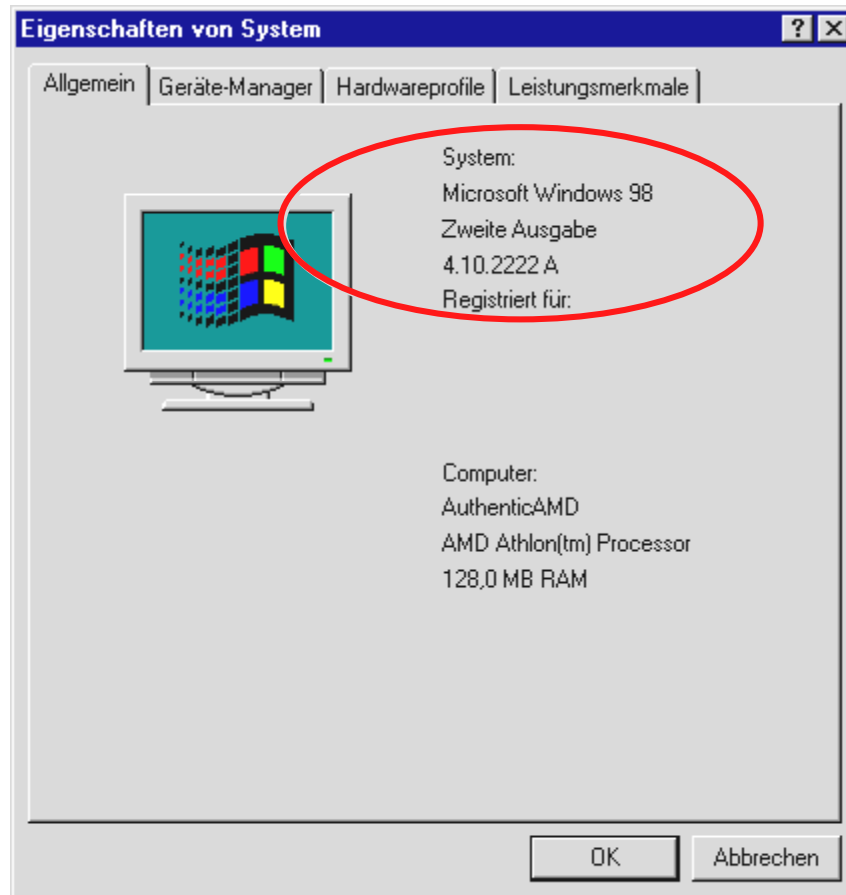 Eigenschaften von System
Allgemein Geräte-Manager Hardwareprofile Leistungsmerkmale
System:
Microsoft Windows 98
Zweite Ausgabe
4.10.2222 A
Registriert für:
Computer:
AuthenticAMD
AMD Athlon(tm) Processor
128,0 MB RAM
OK Abbrechen